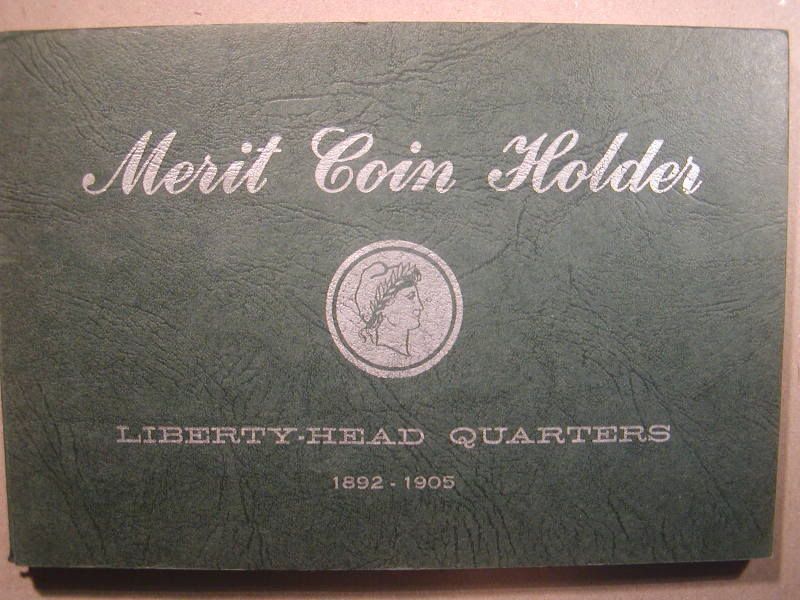 Merit Coin Holder
LIBERTY-HEAD QUARTERS
1892 - 1905